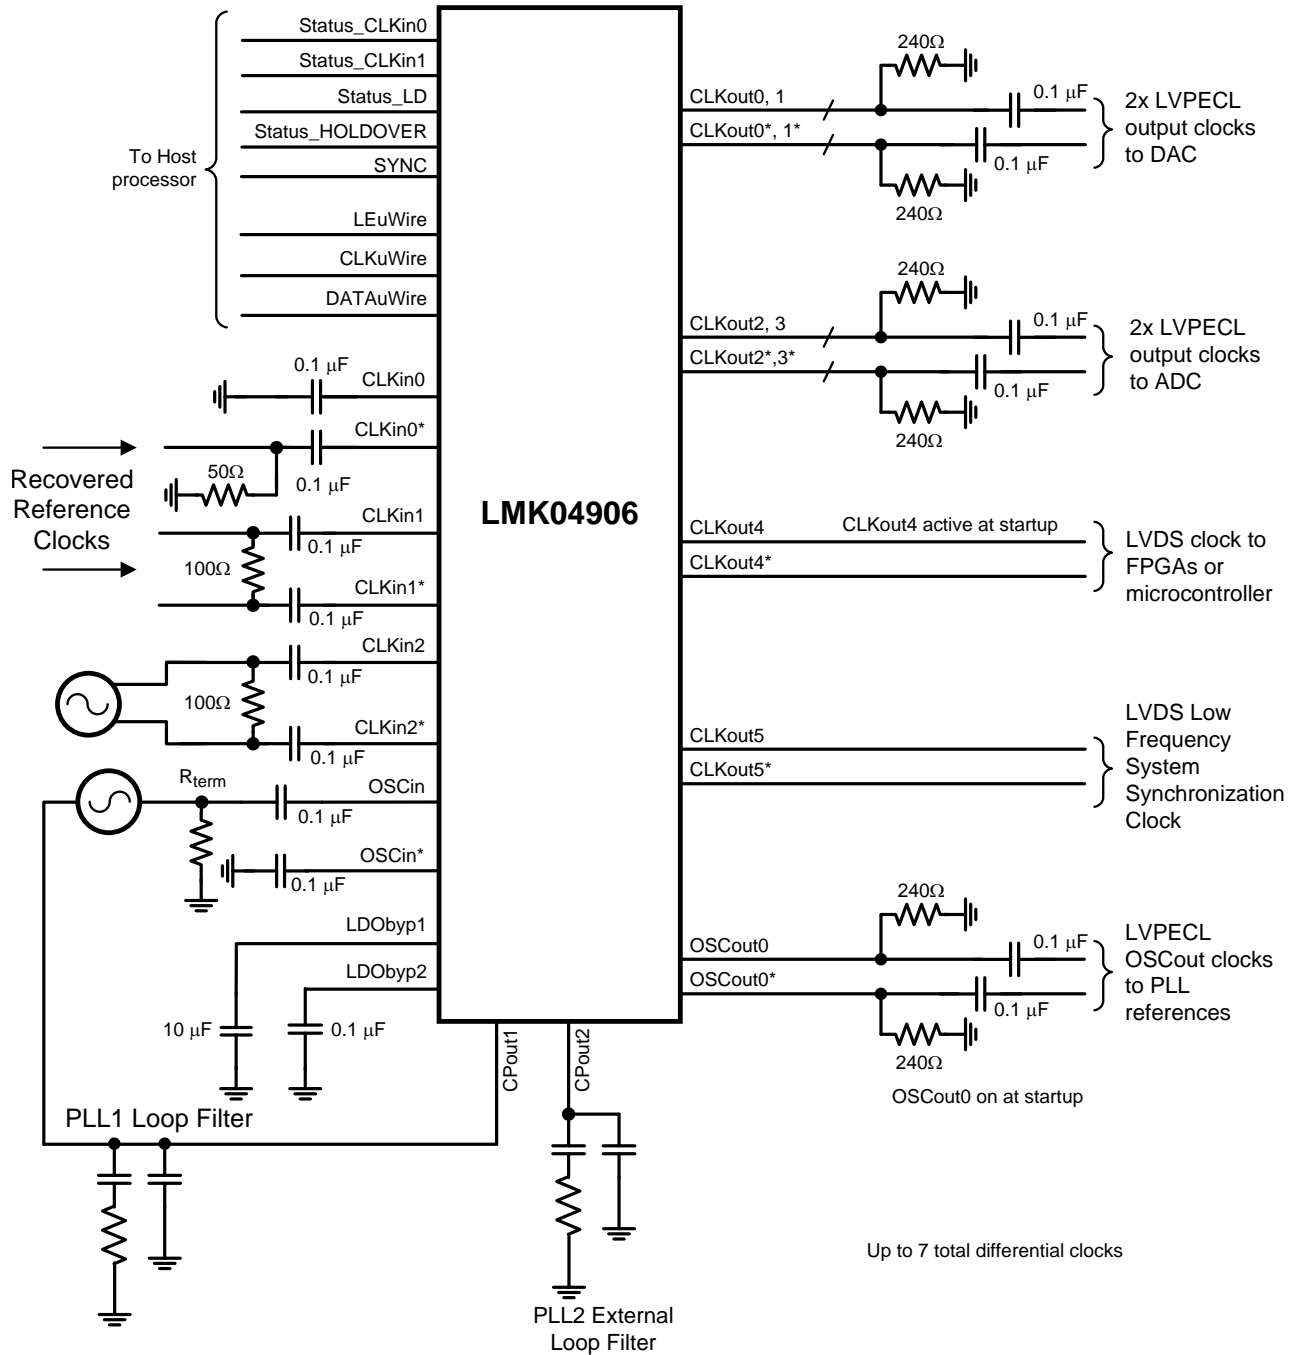 Status_CLKin0
Status_CLKin1
Status_LD
Status_HOLDOVER
SYNC
To Host
processor
LEuWire
CLKuWire
DATAuWire
0.1 µF
CLKin0
CLKin0*
0.1 µF
50Ω
Recovered
Reference
Clocks
CLKin1
0.1 µF
100Ω
CLKin1*
0.1 µF
CLKin2
0.1 µF
100Ω
CLKin2*
0.1 µF
Rterm
OSCin
0.1 µF
OSCin*
0.1 µF
LDObyp1
LDObyp2
10 µF
0.1 µF
CPout1
CPout2
PLL1 Loop Filter
PLL2 External
Loop Filter
LMK04906
240Ω
CLKout0, 1
0.1 µF
CLKout0*, 1*
0.1 µF
240Ω
2x LVPECL
output clocks
to DAC
240Ω
CLKout2, 3
0.1 µF
CLKout2*,3*
0.1 µF
240Ω
2x LVPECL
output clocks
to ADC
CLKout4
CLKout4 active at startup
CLKout4*
LVDS clock to
FPGAs or
microcontroller
CLKout5
CLKout5*
LVDS Low
Frequency
System
Synchronization
Clock
240Ω
OSCout0
0.1 µF
OSCout0*
0.1 µF
240Ω
LVPECL
OSCout clocks
to PLL
references
OSCout0 on at startup
Up to 7 total differential clocks